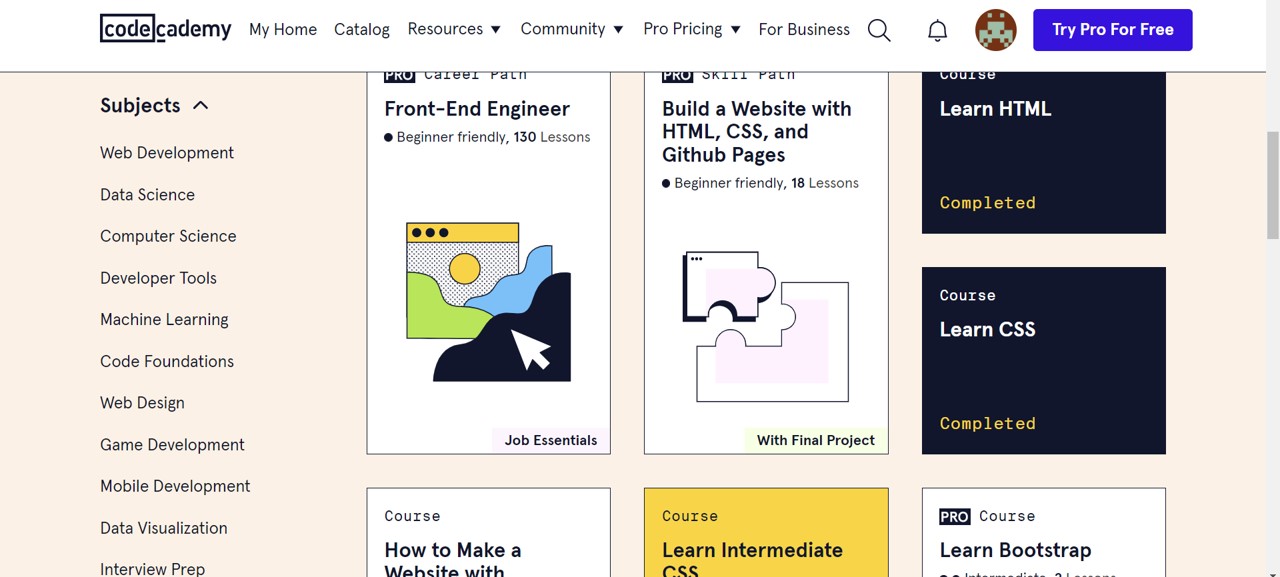 codecademy My Home Catalog Resources Community Pro Pricing For Business Try Pro For Free
Subjects
Web Development
Data Science
Computer Science
Developer Tools
Machine Learning
Code Foundations
Web Design
Game Development
Mobile Development
Data Visualization
Interview Prep
PRO Career Path
Front-End Engineer
Beginner friendly, 130 Lessons
Job Essentials
PRO Skill Path
Build a Website with
HTML, CSS, and
Github Pages
Beginner friendly, 18 Lessons
With Final Project
Course
Learn HTML
Completed
Course
Learn CSS
Completed
Course
How to Make a
Website with
Course
Learn Intermediate
CSS
PRO Course
Learn Bootstrap
Intermediate, 3 Lessons